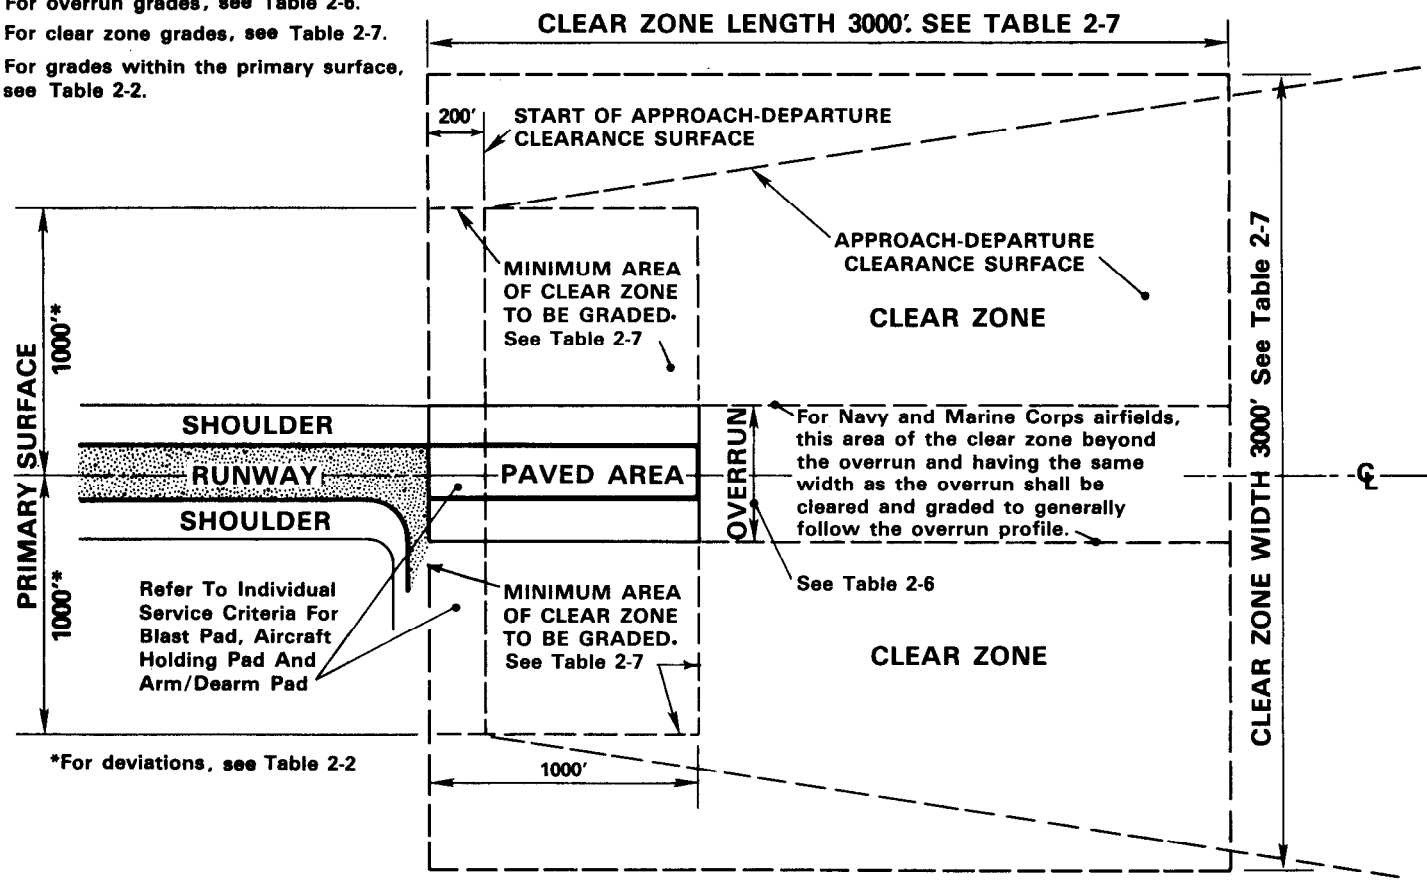 For overrun grades, see Table 2-6.
For clear zone grades, see Table 2-7.
For grades within the primary surface,
see Table 2-2.
CLEAR ZONE LENGTH 3000'. SEE TABLE 2-7
200'
START OF APPROACH-DEPARTURE
CLEARANCE SURFACE
APPROACH-DEPARTURE
CLEARANCE SURFACE
MINIMUM AREA
OF CLEAR ZONE
TO BE GRADED.
See Table 2-7
CLEAR ZONE
PRIMARY SURFACE
1000'*
1000'*
SHOULDER
RUNWAY
SHOULDER
PAVED AREA
OVERRUN
For Navy and Marine Corps airfields,
this area of the clear zone beyond
the overrun and having the same
width as the overrun shall be
cleared and graded to generally
follow the overrun profile.
CLEAR ZONE WIDTH 3000' See Table 2-7
CL
See Table 2-6
Refer To Individual
Service Criteria For
Blast Pad, Aircraft
Holding Pad And
Arm/Dearm Pad
MINIMUM AREA
OF CLEAR ZONE
TO BE GRADED.
See Table 2-7
CLEAR ZONE
*For deviations, see Table 2-2
1000'